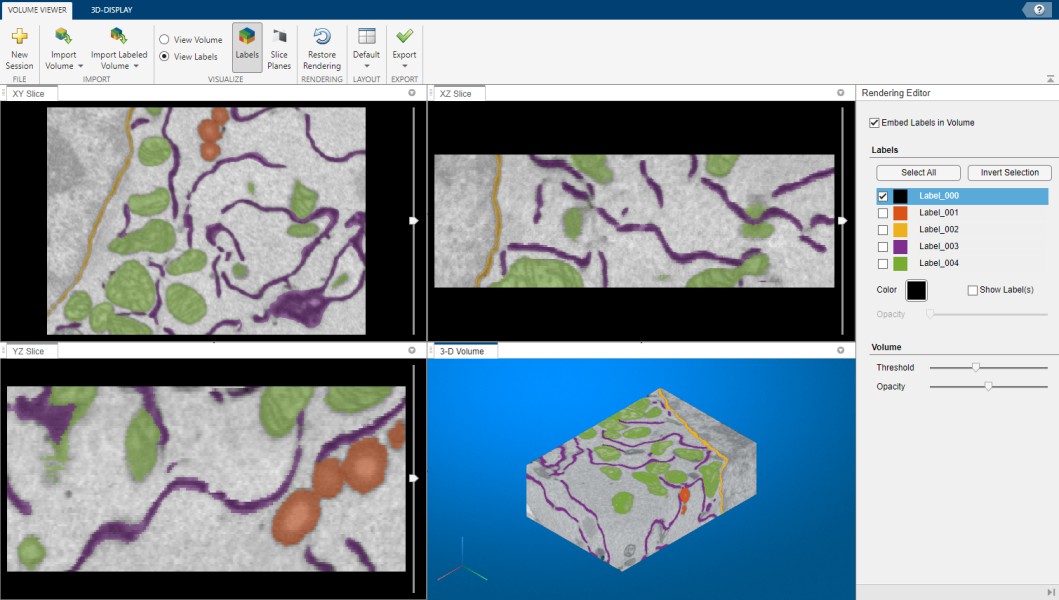 VOLUME VIEWER 3D-DISPLAY
?
New Session
Import Volume
Import Labeled Volume
View Volume
View Labels
Labels
Slice Planes
Restore Rendering
Default
Export
FILE IMPORT VISUALIZE RENDERING LAYOUT EXPORT
XY Slice
XZ Slice
Rendering Editor
Embed Labels in Volume
Labels
Select All Invert Selection
Label_000
Label_001
Label_002
Label_003
Label_004
Color Show Label(s)
Opacity
YZ Slice
3-D Volume
Volume
Threshold
Opacity